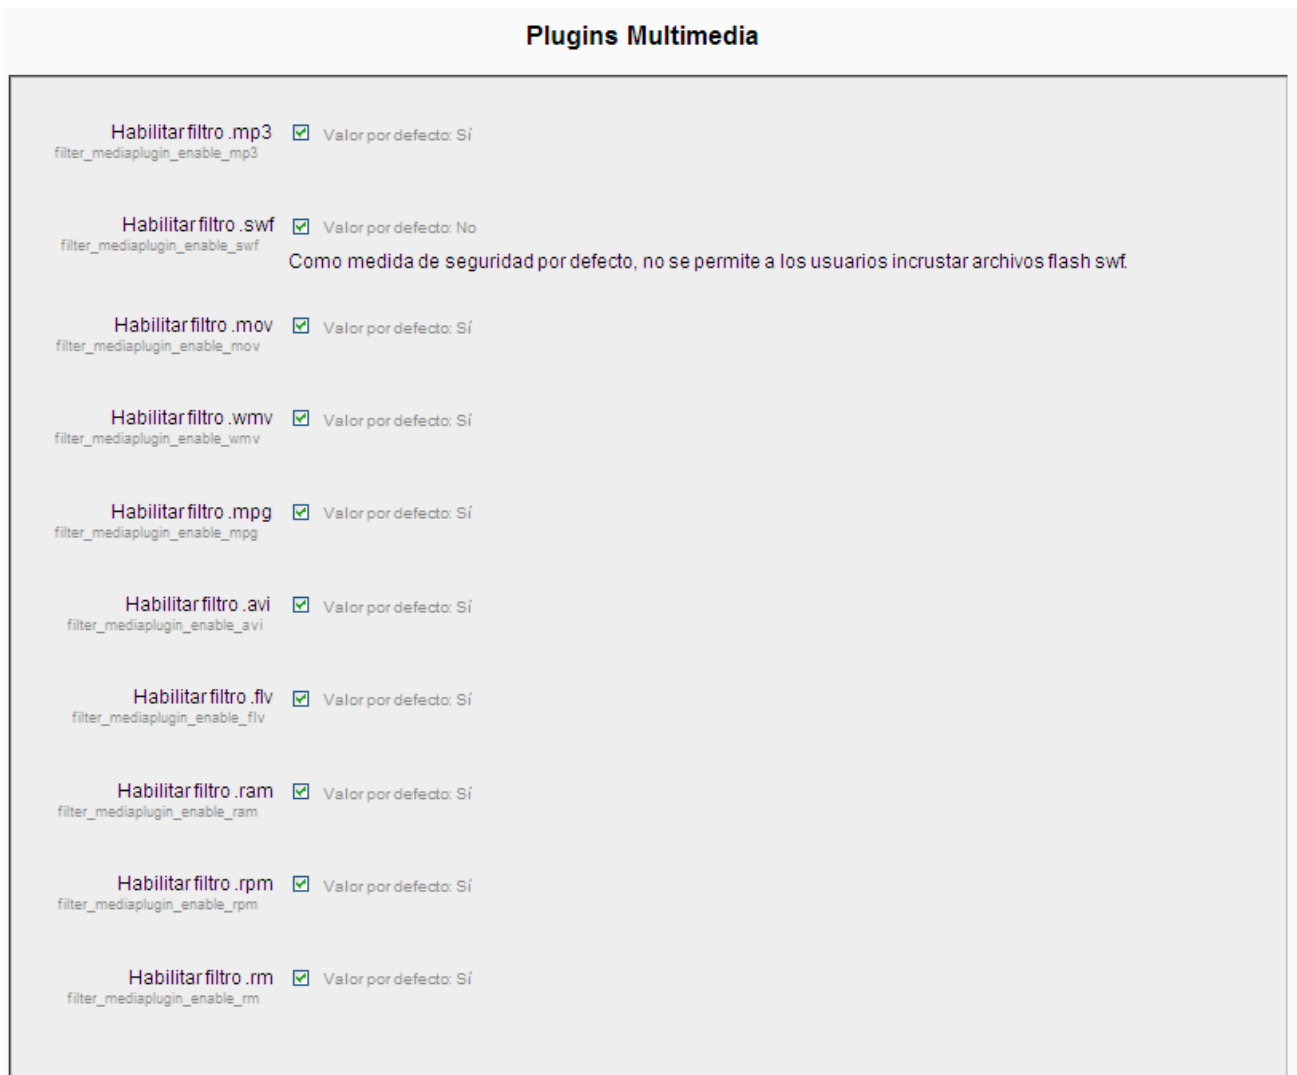 Plugins Multimedia
Habilitar filtro .mp3 Valor por defecto: Sí
filter_mediaplugin_enable_mp3
Habilitar filtro .swf Valor por defecto: No
filter_mediaplugin_enable_swf
Como medida de seguridad por defecto, no se permite a los usuarios incrustar archivos flash swf.
Habilitar filtro .mov Valor por defecto: Sí
filter_mediaplugin_enable_mov
Habilitar filtro .wmv Valor por defecto: Sí
filter_mediaplugin_enable_wmv
Habilitar filtro .mpg Valor por defecto: Sí
filter_mediaplugin_enable_mpg
Habilitar filtro .avi Valor por defecto: Sí
filter_mediaplugin_enable_avi
Habilitar filtro .flv Valor por defecto: Sí
filter_mediaplugin_enable_flv
Habilitar filtro .ram Valor por defecto: Sí
filter_mediaplugin_enable_ram
Habilitar filtro .rpm Valor por defecto: Sí
filter_mediaplugin_enable_rpm
Habilitar filtro .rm Valor por defecto: Sí
filter_mediaplugin_enable_rm